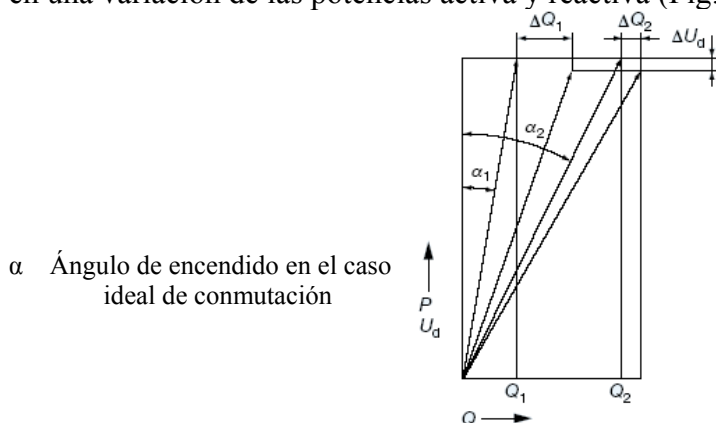 en una variación de las potencias activa y reactiva (Fig.
ΔQ1 ΔQ2
ΔUd
α2
α1
α Ángulo de encendido en el caso
ideal de conmutación
P
Ud
Q1 Q2
Q